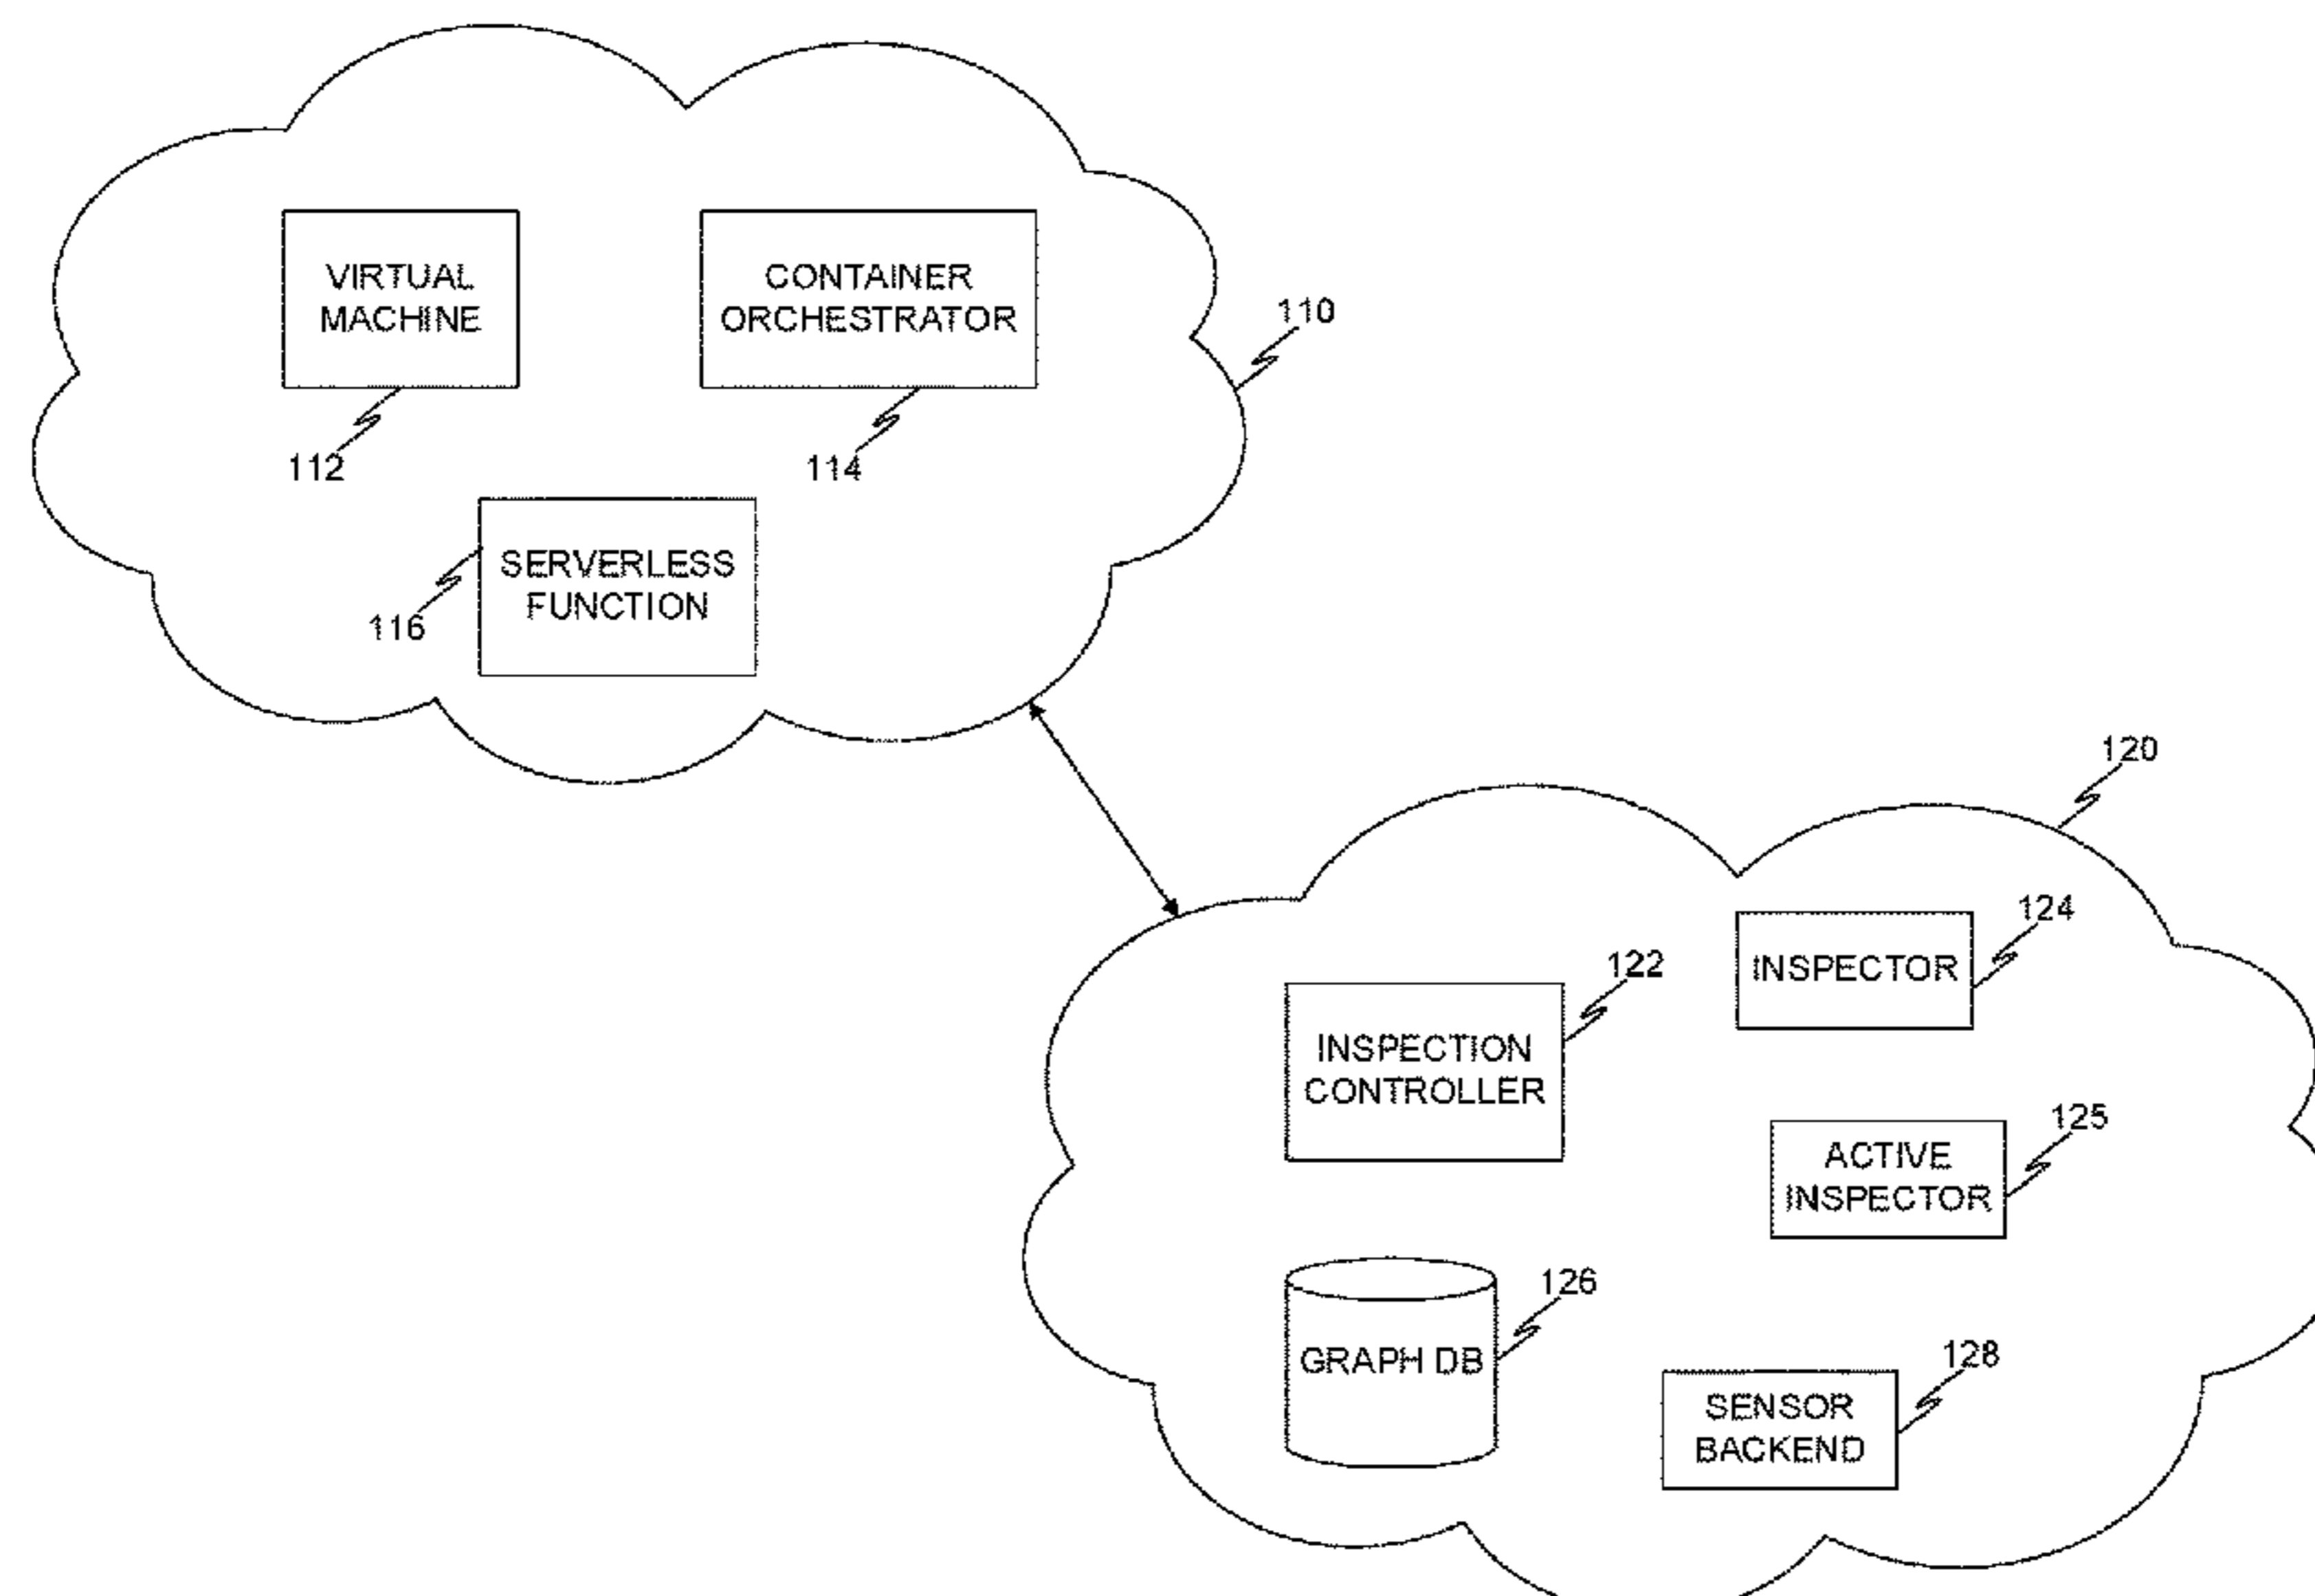 VIRTUAL
MACHINE
CONTAINER
ORCHESTRATOR
110
112
114
SERVERLESS
FUNCTION
116
120
124
INSPECTOR
122
INSPECTION
CONTROLLER
125
ACTIVE
INSPECTOR
126
GRAPH DB
128
SENSOR
BACKEND